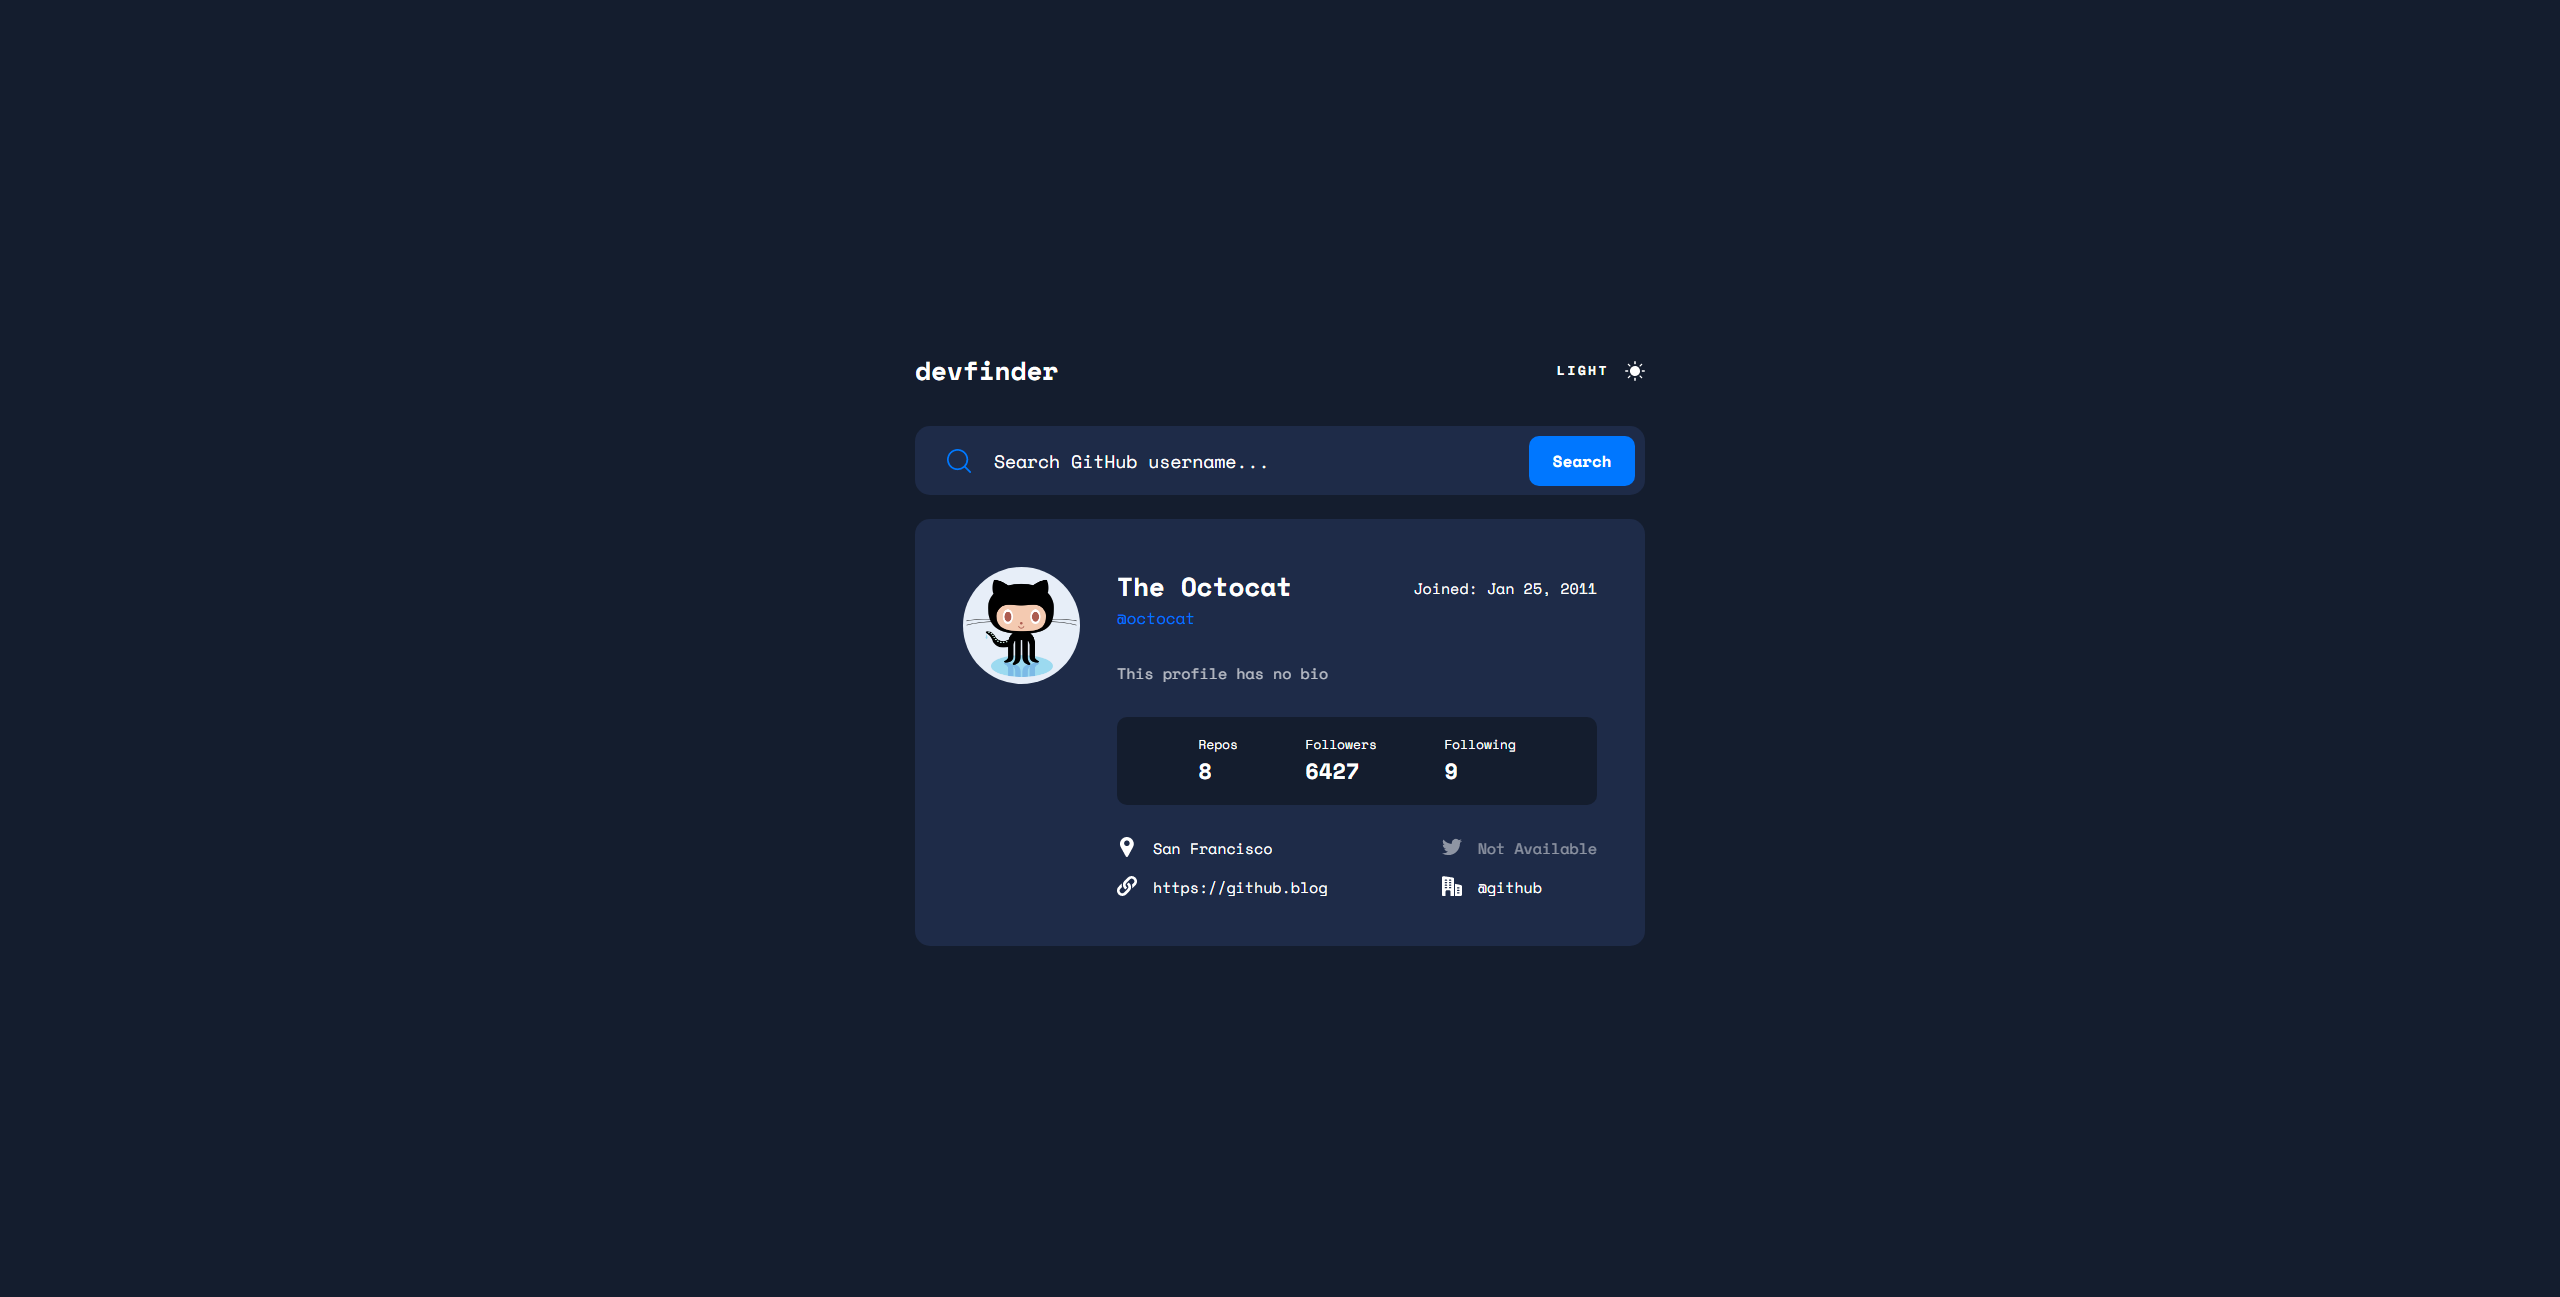 devfinder
LIGHT
Search GitHub username...
Search
The Octocat
Joined: Jan 25, 2011
@octocat
This profile has no bio
Repos
Followers
Following
8
6427
9
San Francisco
Not Available
https://github.blog
@github